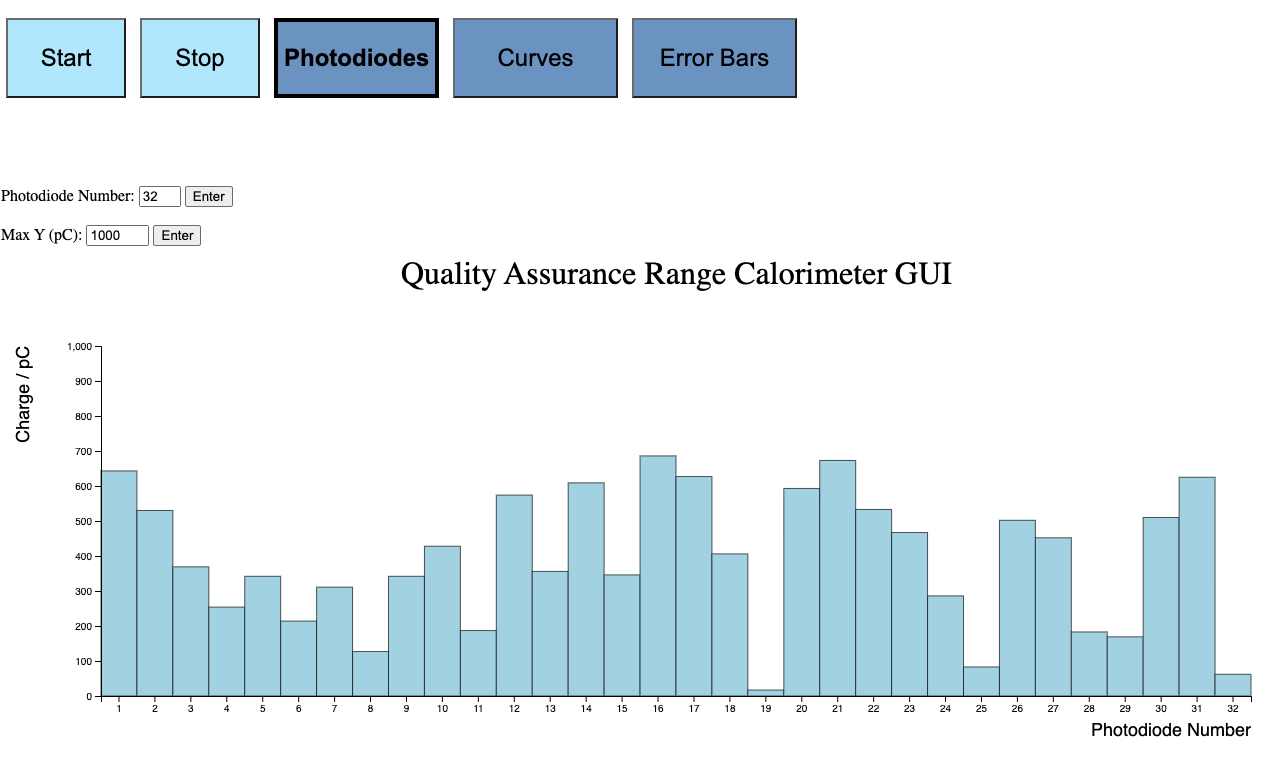 Start Stop Photodiodes Curves Error Bars
Photodiode Number: 32 Enter
Max Y (pC): 1000 Enter
Quality Assurance Range Calorimeter GUI
Charge / pC
1,000
900
800
700
600
500
400
300
200
100
0
1 2 3 4 5 6 7 8 9 10 11 12 13 14 15 16 17 18 19 20 21 22 23 24 25 26 27 28 29 30 31 32
Photodiode Number